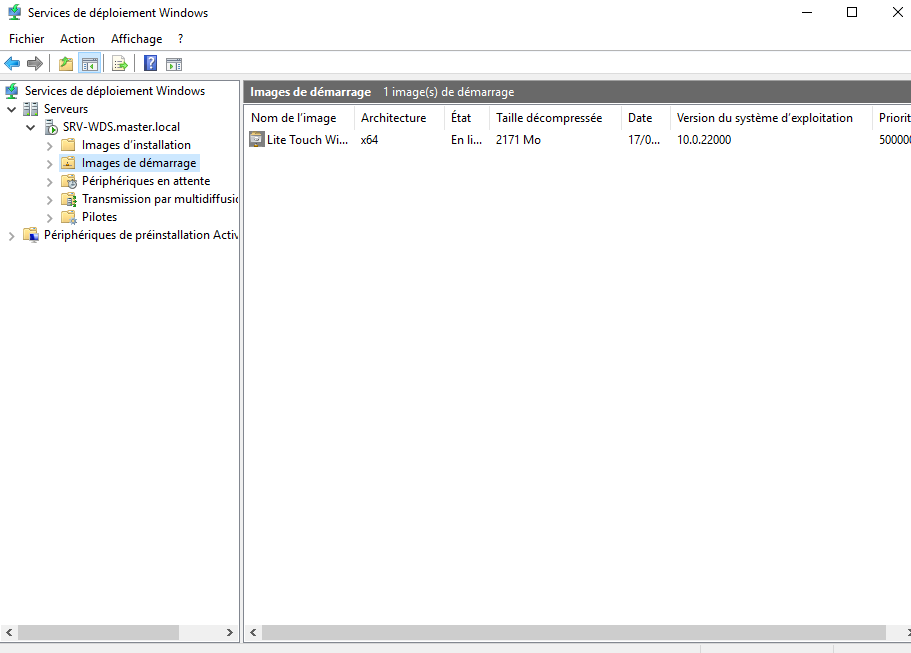 Services de déploiement Windows
Fichier Action Affichage ?
Services de déploiement Windows
Serveurs
SRV-WDS.master.local
Images d'installation
Images de démarrage
Périphériques en attente
Transmission par multidiffusio
Pilotes
Périphériques de préinstallation Activ
Images de démarrage 1 image(s) de démarrage
Nom de l'image Architecture État Taille décompressée Date Version du système d'exploitation Priorit
Lite Touch Wi... x64 En li... 2171 Mo 17/0... 10.0.22000 50000